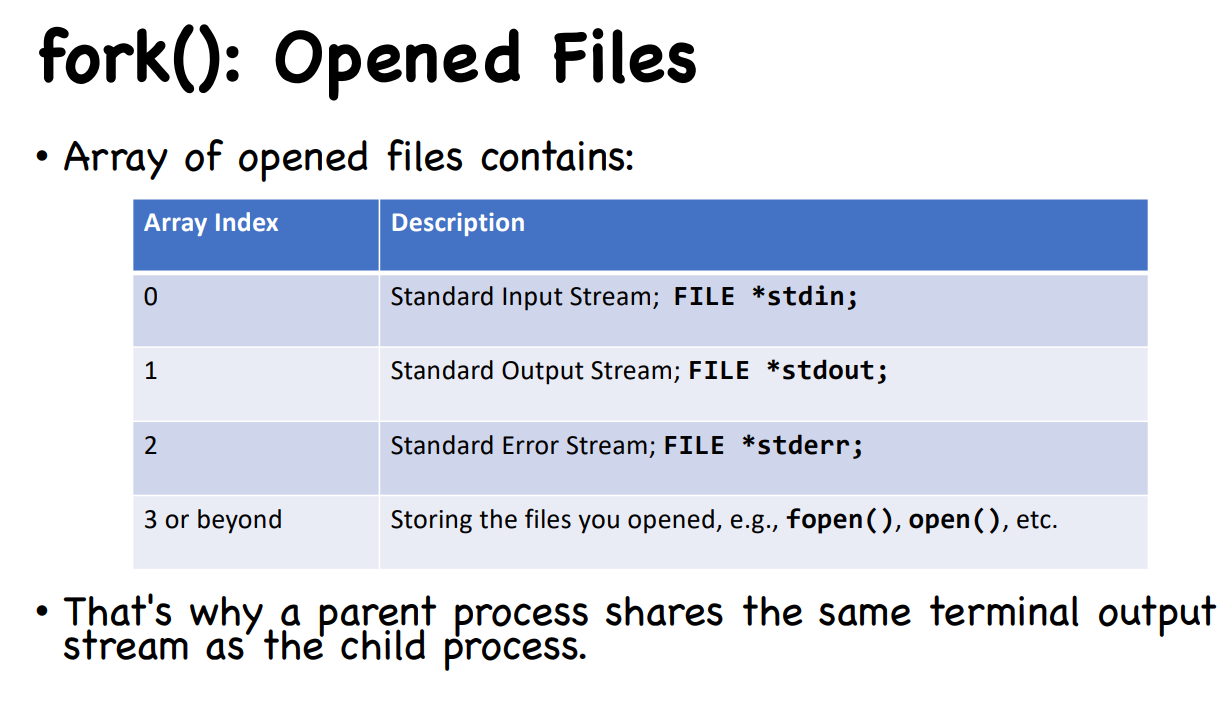 fork(): Opened Files
• Array of opened files contains:
Array Index Description
0 Standard Input Stream; FILE *stdin;
1 Standard Output Stream; FILE *stdout;
2 Standard Error Stream; FILE *stderr;
3 or beyond Storing the files you opened, e.g., fopen(), open(), etc.
• That's why a parent process shares the same terminal output
stream as the child process.